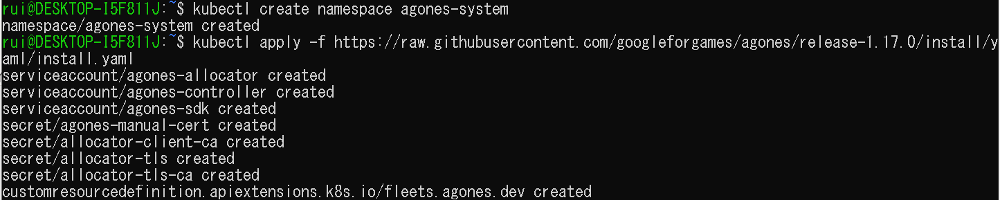 rui@DESKTOP-I5F811J:~$ kubectl create namespace agones-system
namespace/agones-system created
rui@DESKTOP-I5F811J:~$ kubectl apply -f https://raw.githubusercontent.com/googleforgames/agones/release-1.17.0/install/y
aml/install.yaml
serviceaccount/agones-allocator created
serviceaccount/agones-controller created
serviceaccount/agones-sdk created
secret/agones-manual-cert created
secret/allocator-client-ca created
secret/allocator-tls created
secret/allocator-tls-ca created
customresourcedefinition.apiextensions.k8s.io/fleets.agones.dev created